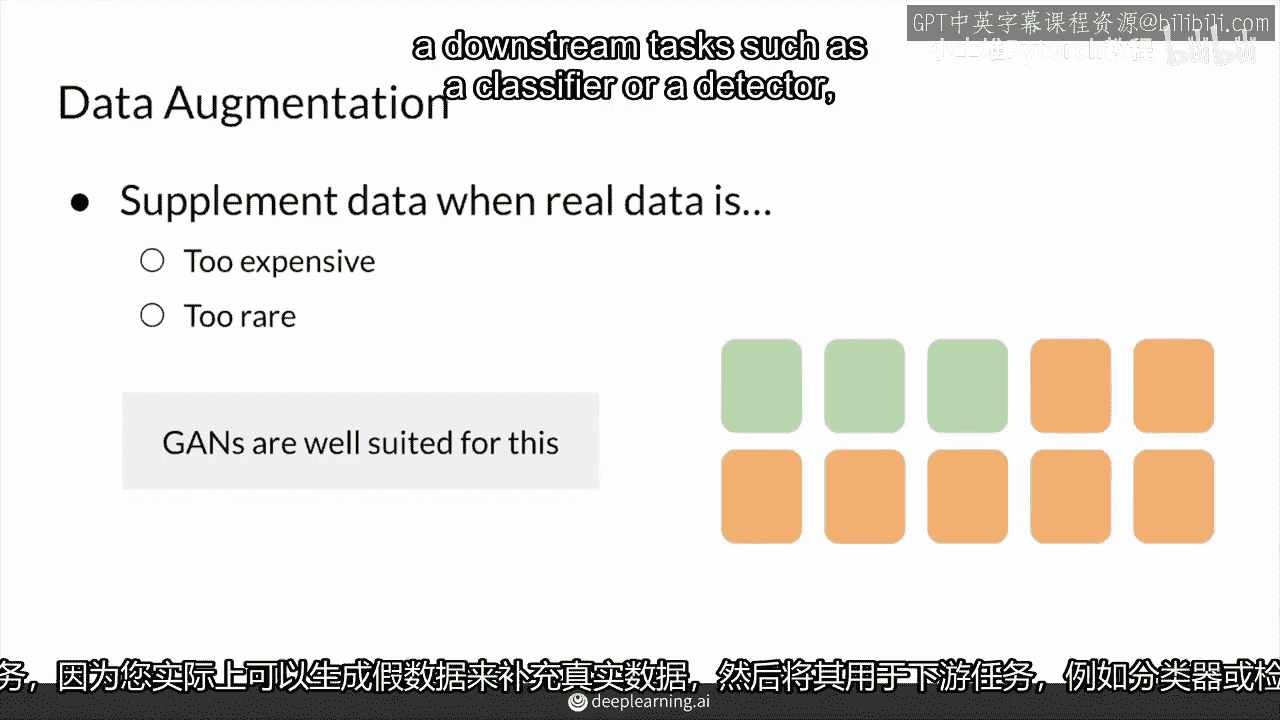 GPT中英字幕课程资源@bilibili.com
a downstream tasks such as
a classifier or a detector,
Data Augmentation
● Supplement data when real data is...
○ Too expensive
○ Too rare
GANs are well suited for this
务，因为您实际上可以生成假数据来补充真实数据，然后将其用于下游任务，例如分类器或检
deeplearning.ai